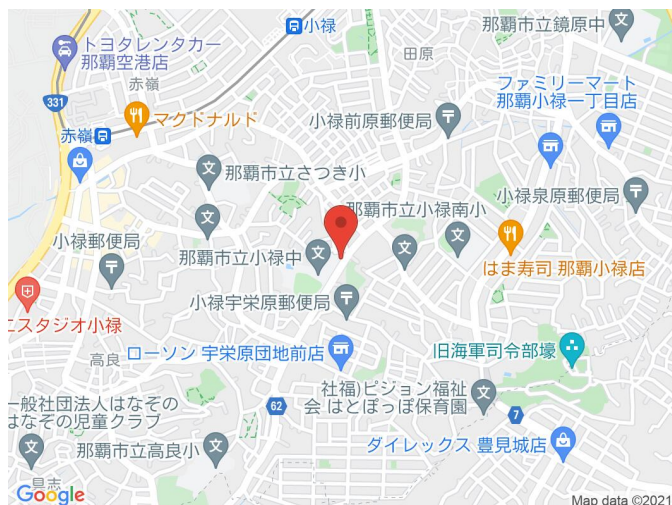 那覇市立鏡原中
小禄
トヨタレンタカー
那覇空港店
田原
赤嶺
ファミリーマート
那覇小禄一丁目店
331
マクドナルド
小禄前原郵便局
赤嶺
那覇市立さつき小
小禄泉原郵便局
那覇市立小禄南小
小禄郵便局
那覇市立小禄中
はま寿司 那覇小禄店
ニスタジオ小禄
小禄宇栄原郵便局
高良
ローソン 宇栄原団地前店
旧海軍司令部壕
社福)ピジョン福祉
会 はとぽっぽ保育園
一般社団法人はなぞの
はなぞの児童クラブ
62
7
那覇市立高良小
ダイレックス 豊見城店
具志
Google
Map data ©2021